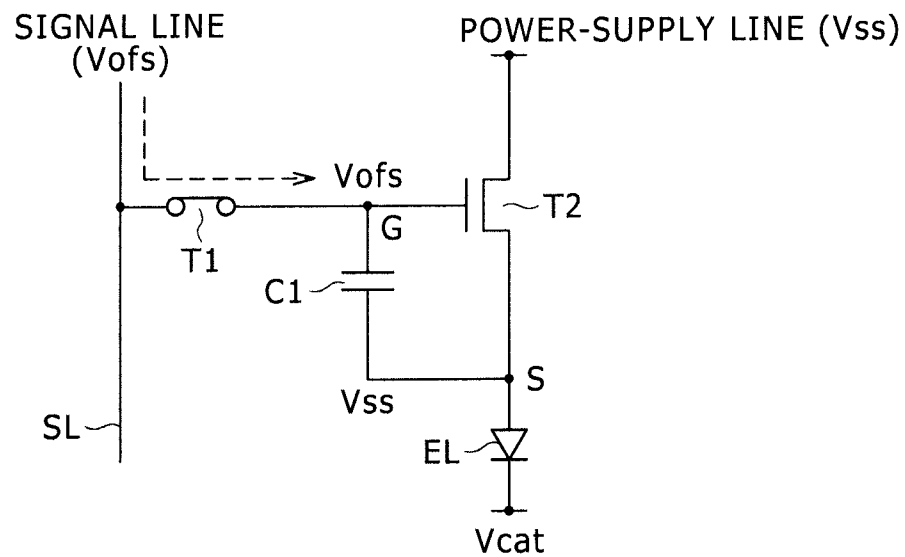 SIGNAL LINE
(Vofs)
POWER-SUPPLY LINE (Vss)
Vofs
T2
G
T1
C1
S
Vss
SL
EL
Vcat